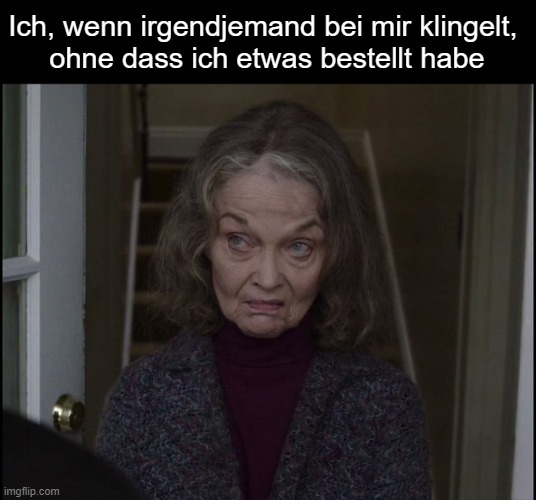 Ich, wenn irgendjemand bei mir klingelt,
ohne dass ich etwas bestellt habe
imgflip.com